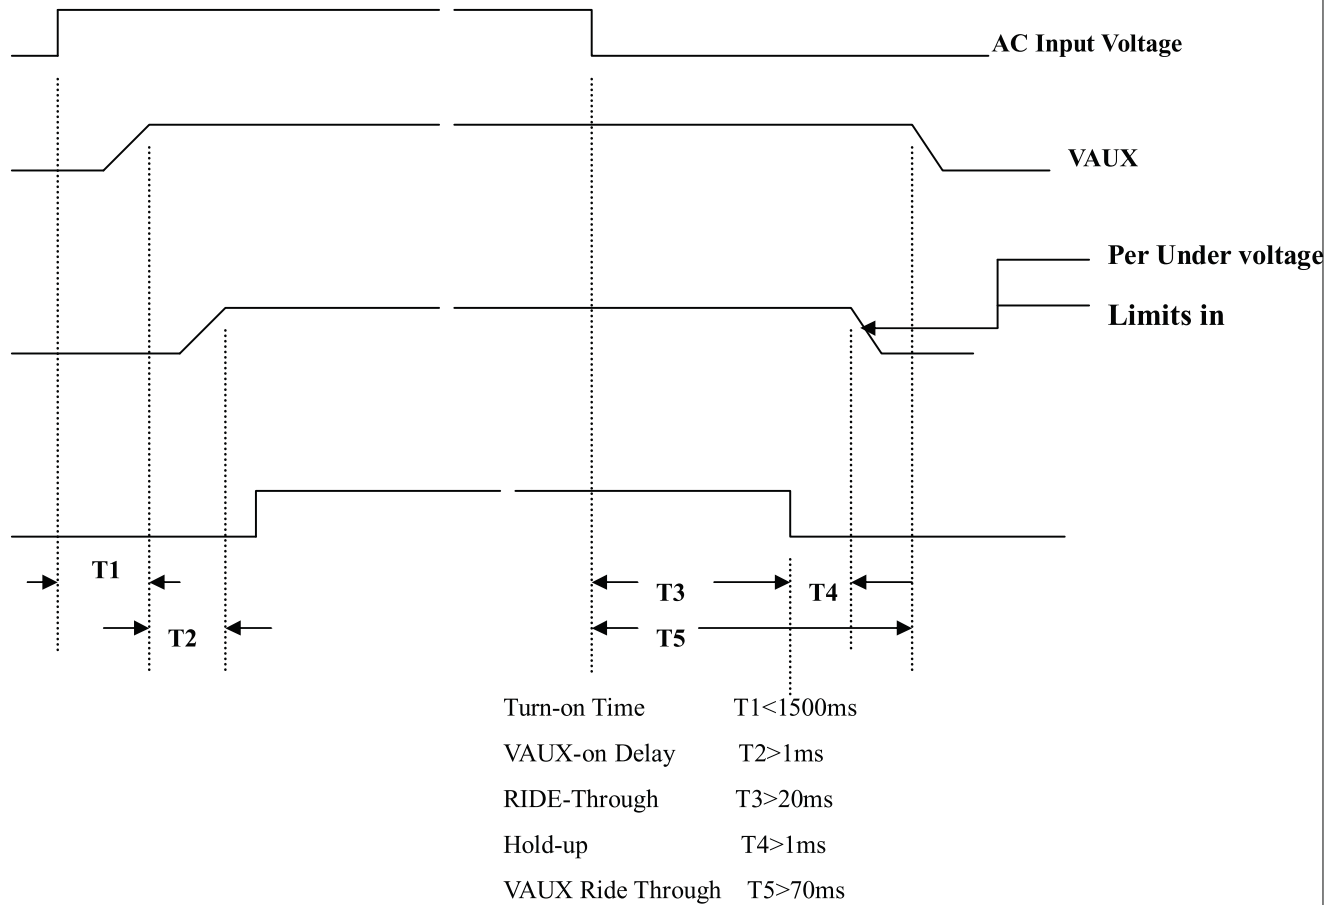 AC Input Voltage
VAUX
Per Under voltage
Limits in
T1
T3
T4
T2
T5
Turn-on Time T1<1500ms
VAUX-on Delay T2>1ms
RIDE-Through T3>20ms
Hold-up T4>1ms
VAUX Ride Through T5>70ms